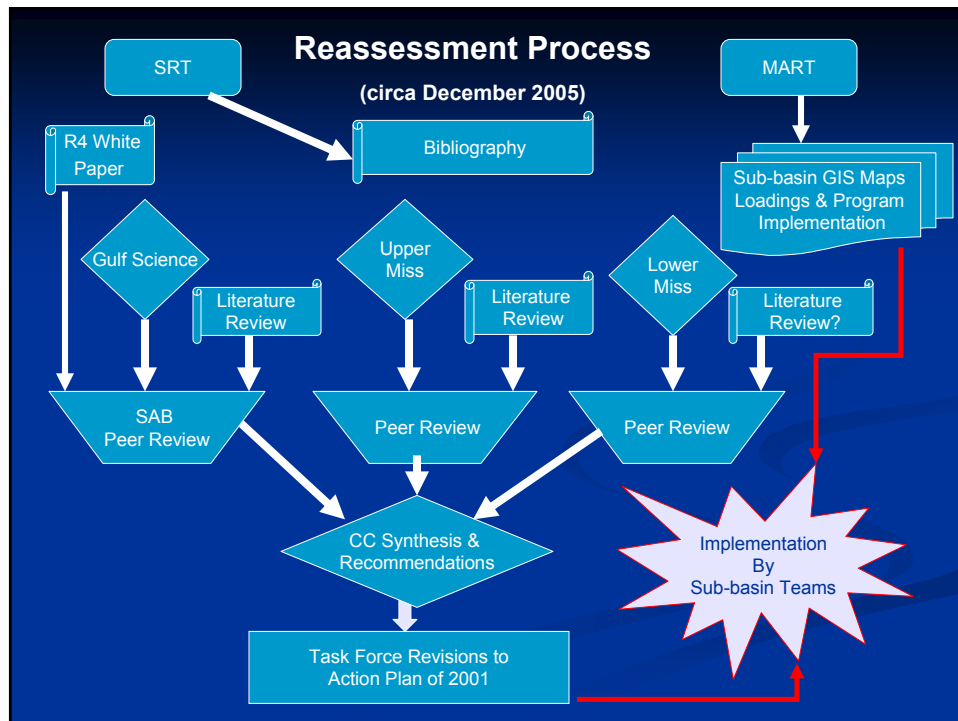 Reassessment Process
(circa December 2005)
SRT
MART
R4 White
Paper
Bibliography
Sub-basin GIS Maps
Loadings & Program
Implementation
Gulf Science
Literature
Review
Upper
Miss
Literature
Review
Lower
Miss
Literature
Review?
SAB
Peer Review
Peer Review
Peer Review
CC Synthesis &
Recommendations
Implementation
By
Sub-basin Teams
Task Force Revisions to
Action Plan of 2001